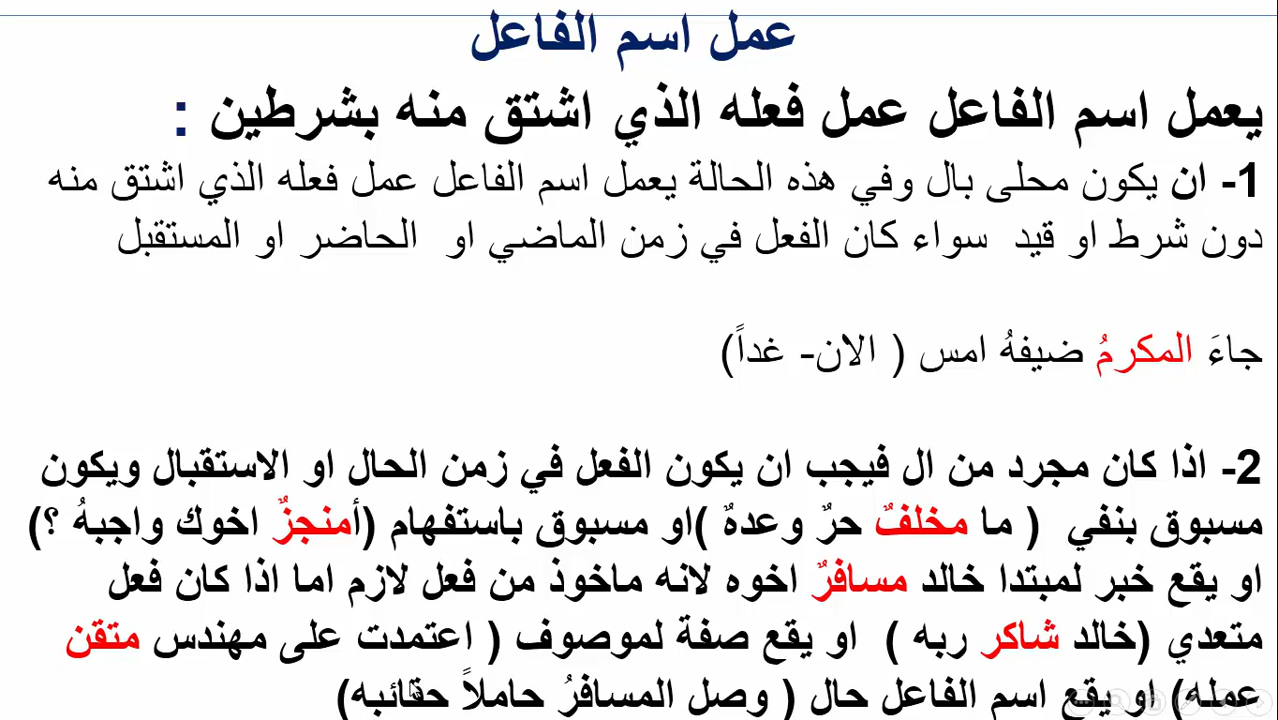 عمل اسم الفاعل
يعمل اسم الفاعل عمل فعله الذي اشتق منه بشرطين :
1- ان يكون محلى بال وفي هذه الحالة يعمل اسم الفاعل عمل فعله الذي اشتق منه
دون شرط او قيد سواء كان الفعل في زمن الماضي او الحاضر او المستقبل
جاءَ المكرمُ ضيفهُ امس ( الان- غداً)
2- اذا كان مجرد من ال فيجب ان يكون الفعل في زمن الحال او الاستقبال ويكون
مسبوق بنفي ( ما مخلفٌ حرٌ وعدهٌ )او مسبوق باستفهام (أمنجزٌ اخوك واجبهُ ؟)
او يقع خبر لمبتدا خالد مسافرٌ اخوه لانه ماخوذ من فعل لازم اما اذا كان فعل
متعدي (خالد شاكر ربه ) او يقع صفة لموصوف ( اعتمدت على مهندس متقن
عمله) او يقع اسم الفاعل حال ( وصل المسافرُ حاملاً حقائبه)